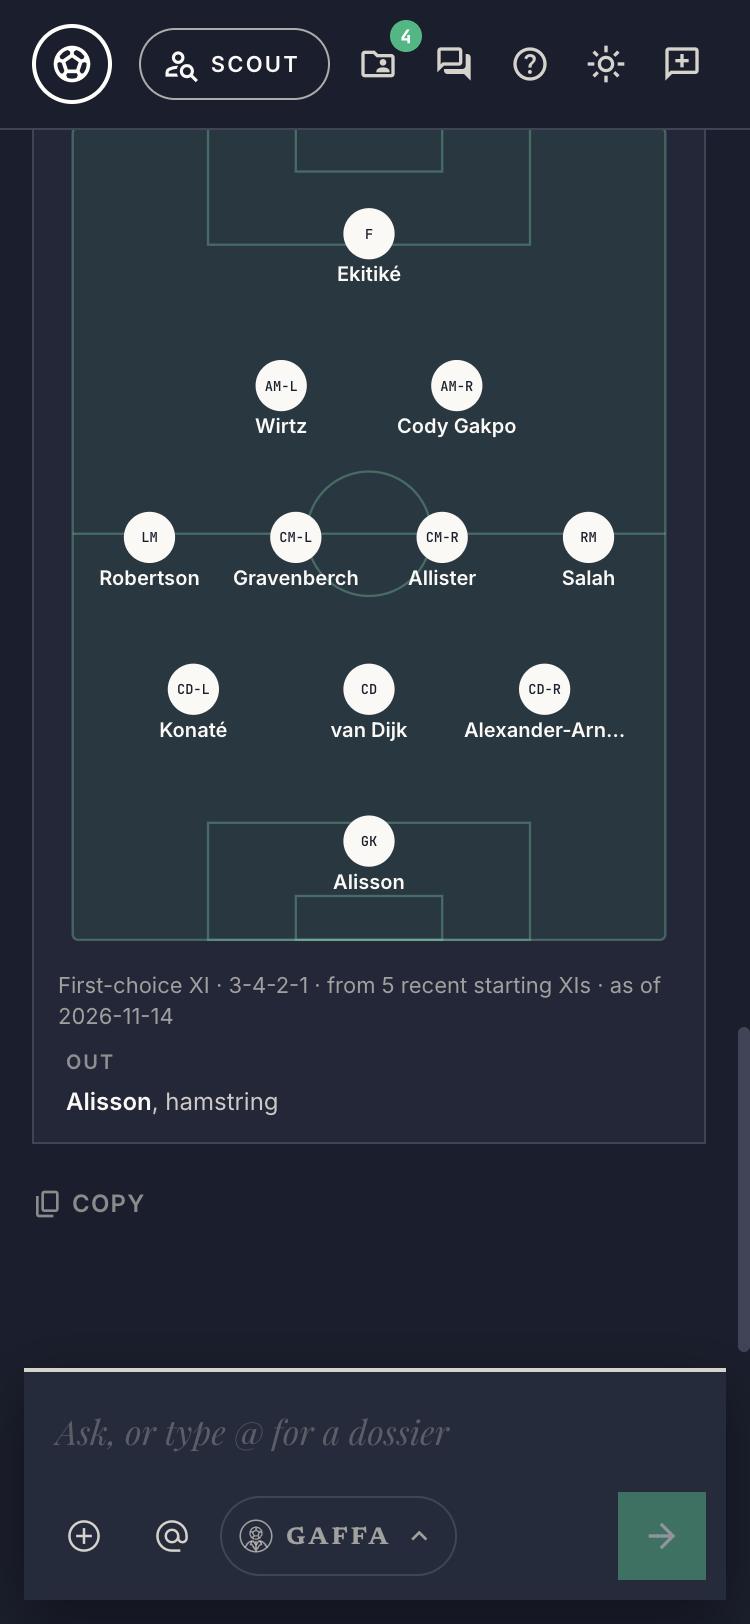 SCOUT
4
F
Ekitiké
AM-L
AM-R
Wirtz
Cody Gakpo
LM
CM-L
CM-R
RM
Robertson
Gravenberch
Allister
Salah
CD-L
CD
CD-R
Konaté
van Dijk
Alexander-Arn...
GK
Alisson
First-choice XI · 3-4-2-1 · from 5 recent starting XIs · as of
2026-11-14
OUT
Alisson, hamstring
COPY
Ask, or type @ for a dossier
GAFFA